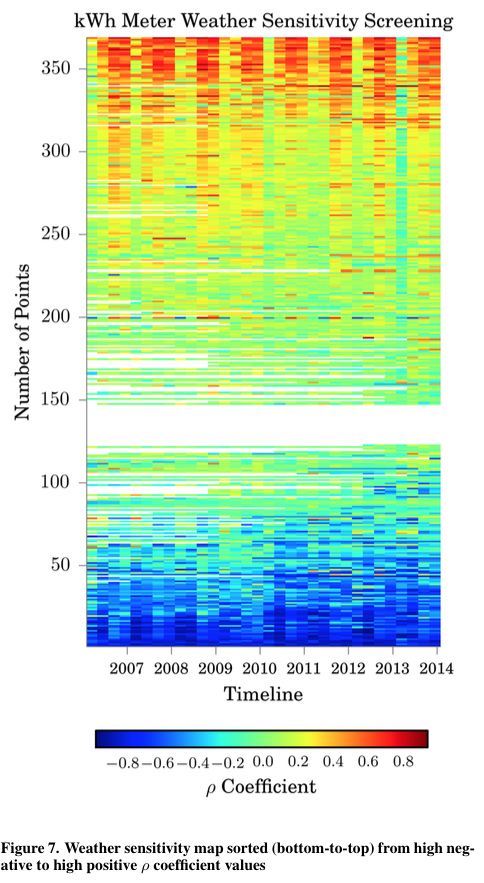 kWh Meter Weather Sensitivity Screening
350
300
250
200
150
100
50
Number of Points
2007 2008 2009 2010 2011 2012 2013 2014
Timeline
−0.8 −0.6 −0.4 −0.2 0.0 0.2 0.4 0.6 0.8
ρ Coefficient
Figure 7. Weather sensitivity map sorted (bottom-to-top) from high neg-
ative to high positive ρ coefficient values